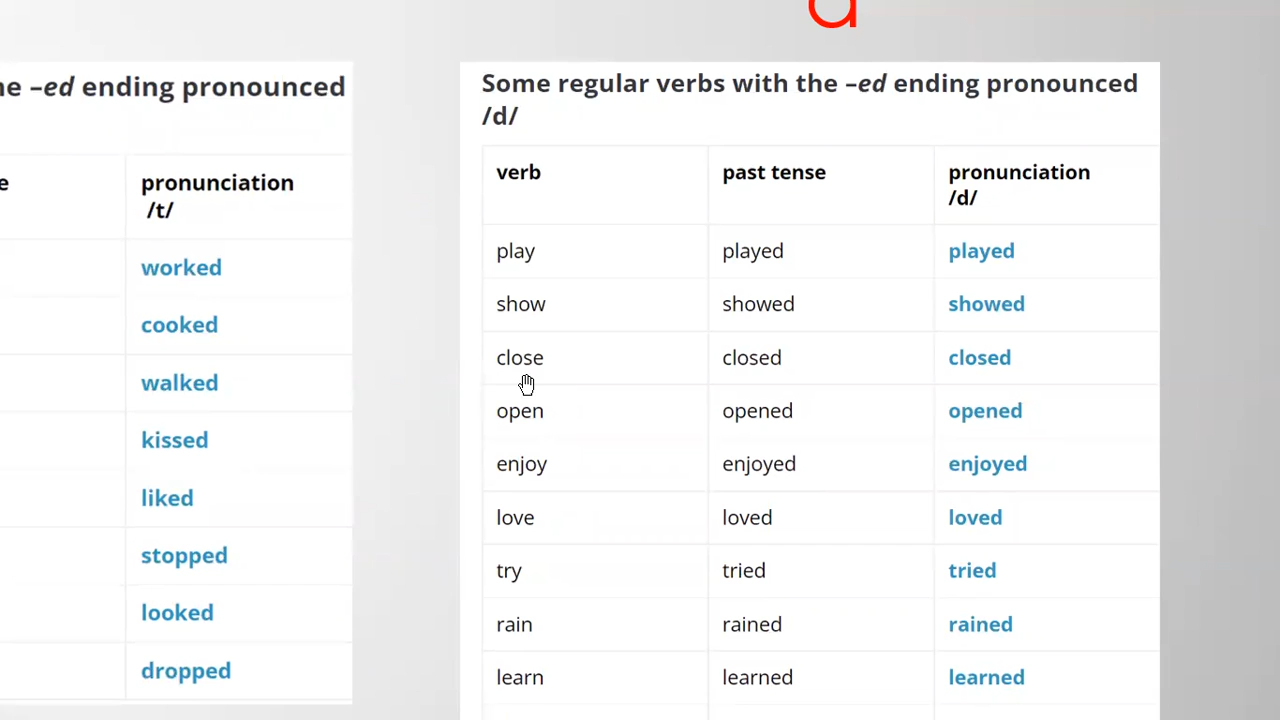 d
ne –ed ending pronounced
e
pronunciation
/t/
worked
cooked
walked
kissed
liked
stopped
looked
dropped
Some regular verbs with the –ed ending pronounced
/d/
verb past tense pronunciation
/d/
play played played
show showed showed
close closed closed
open opened opened
enjoy enjoyed enjoyed
love loved loved
try tried tried
rain rained rained
learn learned learned